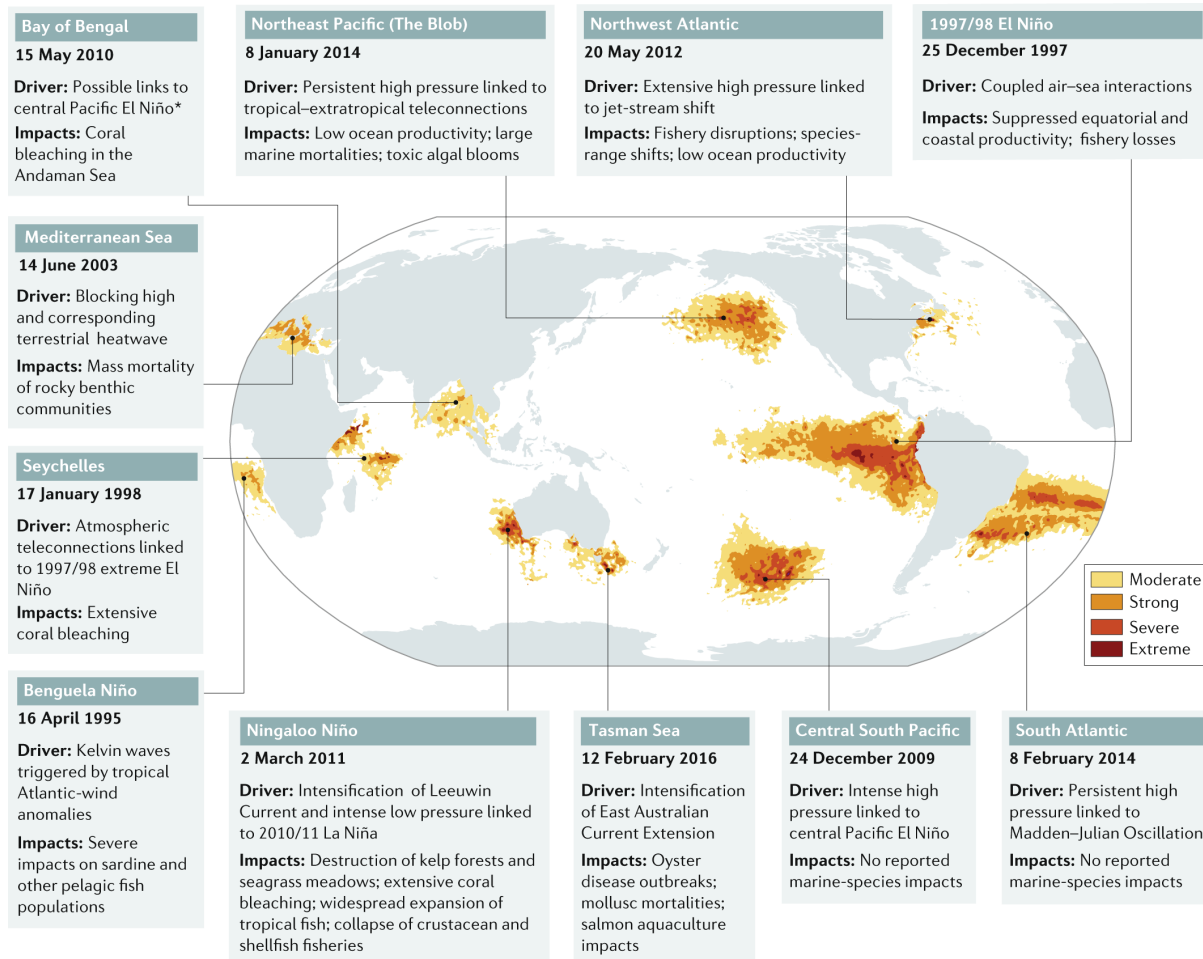 Bay of Bengal
15 May 2010
Driver: Possible links to
central Pacific El Niño*
Impacts: Coral
bleaching in the
Andaman Sea
Northeast Pacific (The Blob)
8 January 2014
Driver: Persistent high pressure linked to
tropical–extratropical teleconnections
Impacts: Low ocean productivity; large
marine mortalities; toxic algal blooms
Northwest Atlantic
20 May 2012
Driver: Extensive high pressure linked
to jet-stream shift
Impacts: Fishery disruptions; species-
range shifts; low ocean productivity
1997/98 El Niño
25 December 1997
Driver: Coupled air–sea interactions
Impacts: Suppressed equatorial and
coastal productivity; fishery losses
Mediterranean Sea
14 June 2003
Driver: Blocking high
and corresponding
terrestrial heatwave
Impacts: Mass mortality
of rocky benthic
communities
Seychelles
17 January 1998
Driver: Atmospheric
teleconnections linked
to 1997/98 extreme El
Niño
Impacts: Extensive
coral bleaching
Moderate
Strong
Severe
Extreme
Benguela Niño
16 April 1995
Driver: Kelvin waves
triggered by tropical
Atlantic-wind
anomalies
Impacts: Severe
impacts on sardine and
other pelagic fish
populations
Ningaloo Niño
2 March 2011
Driver: Intensification of Leeuwin
Current and intense low pressure linked
to 2010/11 La Niña
Impacts: Destruction of kelp forests and
seagrass meadows; extensive coral
bleaching; widespread expansion of
tropical fish; collapse of crustacean and
shellfish fisheries
Tasman Sea
12 February 2016
Driver: Intensification
of East Australian
Current Extension
Impacts: Oyster
disease outbreaks;
mollusc mortalities;
salmon aquaculture
impacts
Central South Pacific
24 December 2009
Driver: Intense high
pressure linked to
central Pacific El Niño
Impacts: No reported
marine-species impacts
South Atlantic
8 February 2014
Driver: Persistent high
pressure linked to
Madden–Julian Oscillation
Impacts: No reported
marine-species impacts